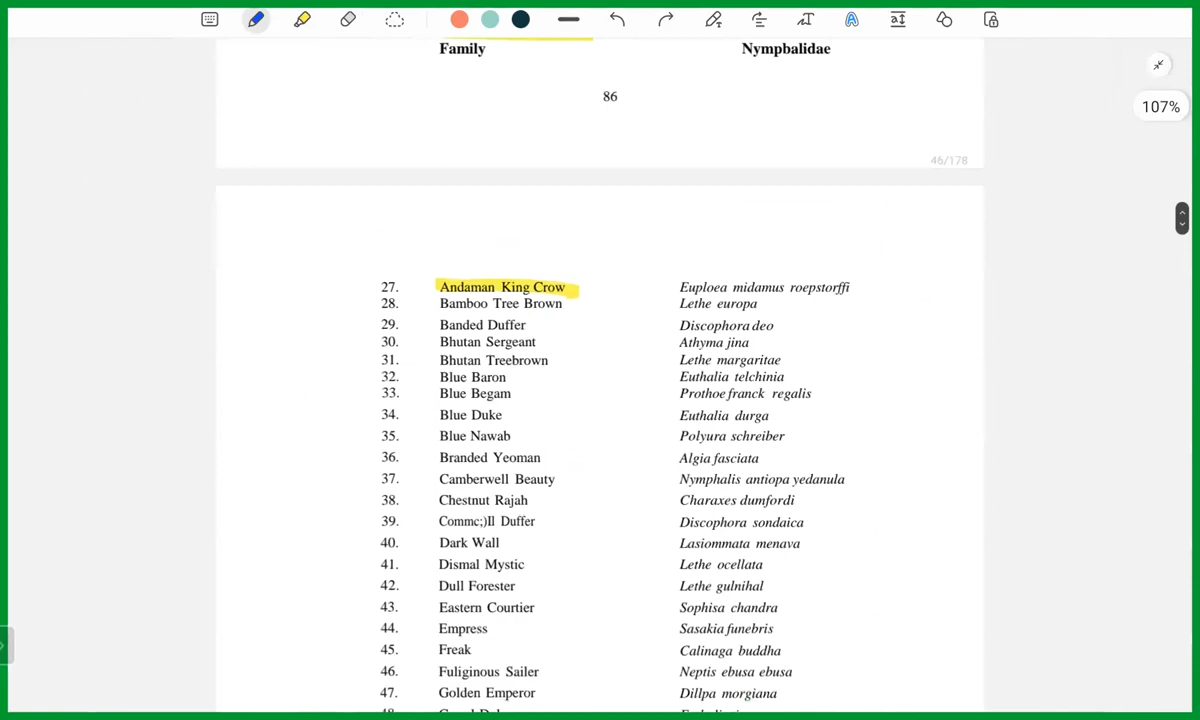 Family Nympbalidae
86
107%
46/178
27. Andaman King Crow Euploea midamus roepstorffi
28. Bamboo Tree Brown Lethe europa
29. Banded Duffer Discophora deo
30. Bhutan Sergeant Athyma jina
31. Bhutan Treebrown Lethe margaritae
32. Blue Baron Euthalia telchinia
33. Blue Begam Prothoe franck regalis
34. Blue Duke Euthalia durga
35. Blue Nawab Polyura schreiber
36. Branded Yeoman Algia fasciata
37. Camberwell Beauty Nymphalis antiopa yedanula
38. Chestnut Rajah Charaxes dumfordi
39. Commc;)Il Duffer Discophora sondaica
40. Dark Wall Lasiommata menava
41. Dismal Mystic Lethe ocellata
42. Dull Forester Lethe gulnihal
43. Eastern Courtier Sophisa chandra
44. Empress Sasakia funebris
45. Freak Calinaga buddha
46. Fuliginous Sailer Neptis ebusa ebusa
47. Golden Emperor Dillpa morgiana